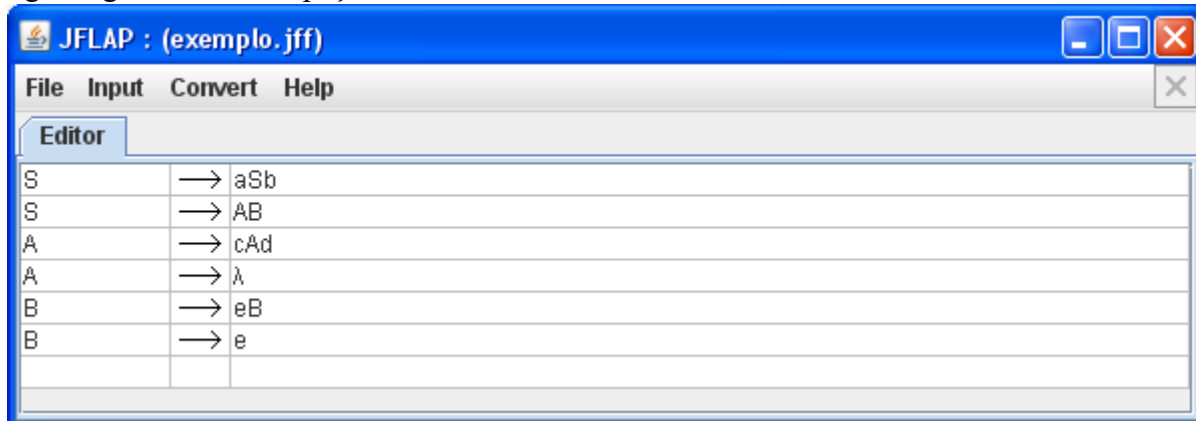 JFLAP : (exemplo.jff)
File Input Convert Help
Editor
S → aSb
S → AB
A → cAd
A → λ
B → eB
B → e